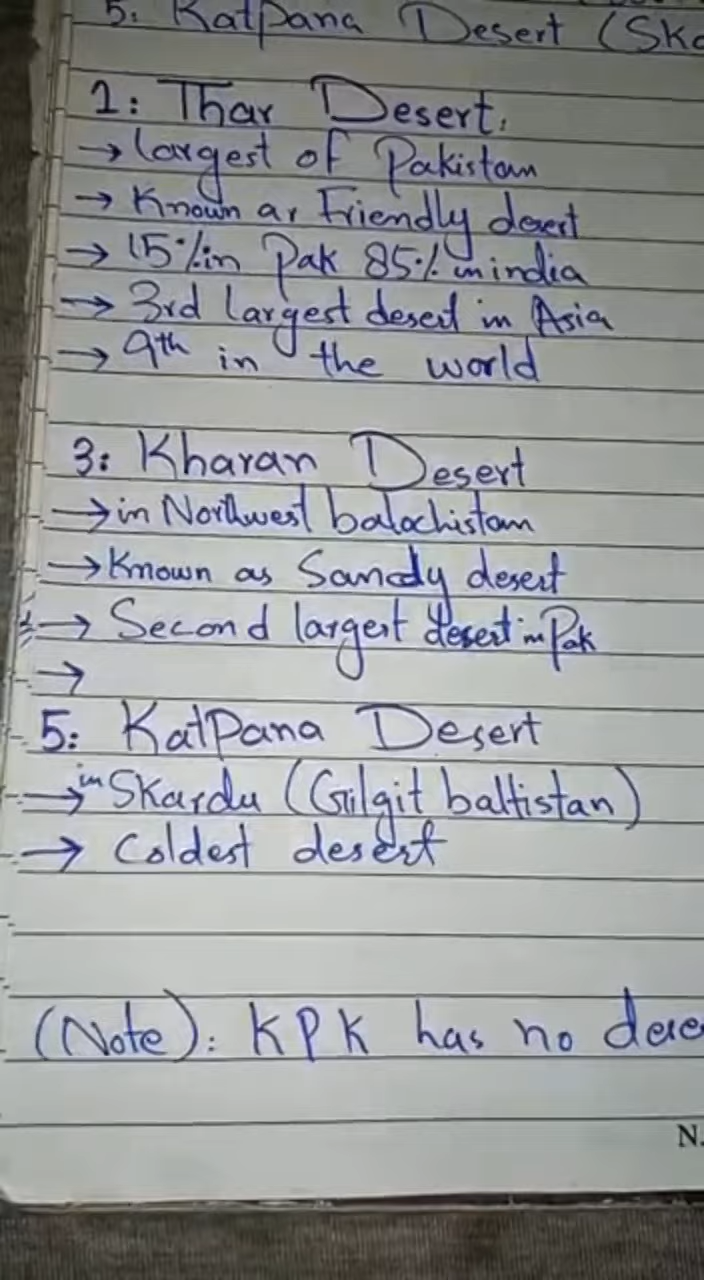 5: Katpana Desert (Sk
1: Thar Desert.
→ largest of Pakistan
→ Known as Friendly desert
→ 15% in Pak 85% in india
→ 3rd largest desert in Asia
→ 9th in the world
3: Kharan Desert
→ in Northwest balochistan
→ Known as Sandy desert
→ Second largest desert in Pak
→
5: KatPana Desert
→ in Skardu (Gilgit baltistan)
→ Coldest desert
(Note): KPK has no dese
N.